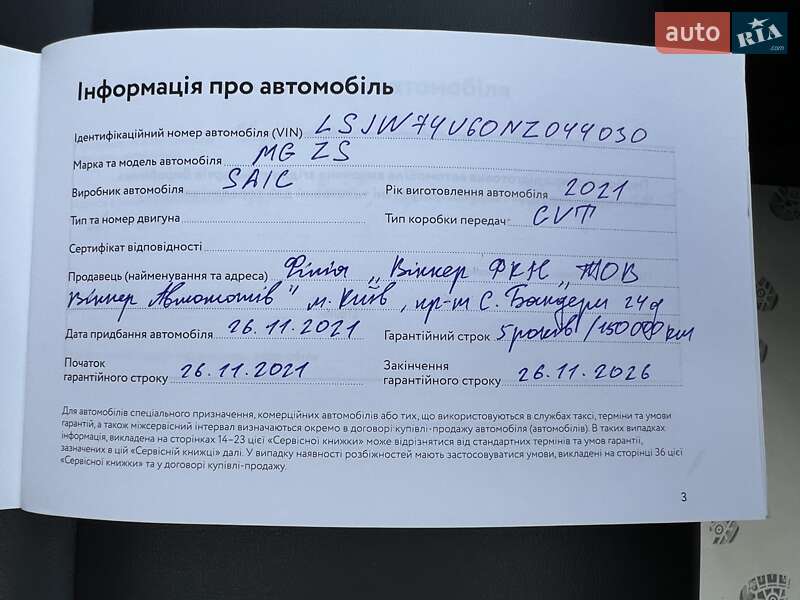 auto RIA .com
Інформація про автомобіль
Ідентифікаційний номер автомобіля (VIN) LSJW74U60NZ044030
Марка та модель автомобіля MG ZS
Виробник автомобіля SAIC Рік виготовлення автомобіля 2021
Тип та номер двигуна Тип коробки передач CVT
Сертифікат відповідності
Продавець (найменування та адреса) Філія „Віннер ФКН „ТОВ
Віннер Автомотів" м. Київ, пр-т С. Бандери 24д
Дата придбання автомобіля 26.11.2021 Гарантійний строк 5 років/150000 км
Початок гарантійного строку 26.11.2021 Закінчення гарантійного строку 26.11.2026
Для автомобілів спеціального призначення, комерційних автомобілів або тих, що використовуються в службах таксі, терміни та умови
гарантій, а також міжсервісний інтервал визначаються окремо в договорі купівлі-продажу автомобіля (автомобілів). В таких випадках
інформація, викладена на сторінках 14–23 цієї «Сервісної книжки» може відрізнятися від стандартних термінів та умов гарантії,
зазначених в цій «Сервісній книжці» далі. У випадку наявності розбіжностей мають застосовуватися умови, викладені на сторінці 36 цієї
«Сервісної книжки» та у договорі купівлі-продажу.
3